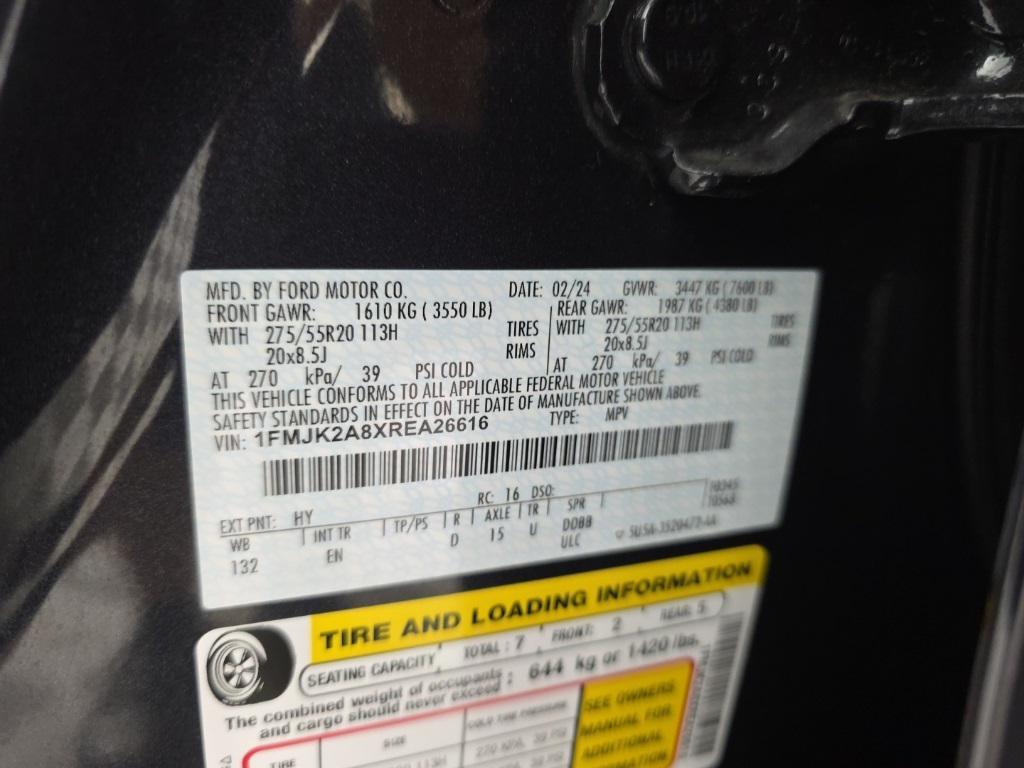 MFD. BY FORD MOTOR CO. DATE: 02/24 GVWR: 3447 KG ( 7600 LB)
FRONT GAWR: 1610 KG ( 3550 LB) REAR GAWR: 1987 KG ( 4380 LB)
WITH 275/55R20 113H TIRES WITH 275/55R20 113H TIRES
20x8.5J RIMS 20x8.5J RIMS
AT 270 kPa/ 39 PSI COLD AT 270 kPa/ 39 PSI COLD
THIS VEHICLE CONFORMS TO ALL APPLICABLE FEDERAL MOTOR VEHICLE
SAFETY STANDARDS IN EFFECT ON THE DATE OF MANUFACTURE SHOWN ABOVE.
VIN: 1FMJK2A8XREA26616 TYPE: MPV
EXT PNT: HY RC: 16 DSO:
WB INT TR TP/PS R AXLE TR SPR
132 EN D 15 U DOBB
ULC
TIRE AND LOADING INFORMATION
SEATING CAPACITY TOTAL : 7 FRONT: 2 REAR: 5
The combined weight of occupants : 644 kg or 1420 lbs.
and cargo should never exceed
TIRE SIZE COLD TIRE PRESSURE
SEE OWNERS
MANUAL FOR
ADDITIONAL
INFORMATION